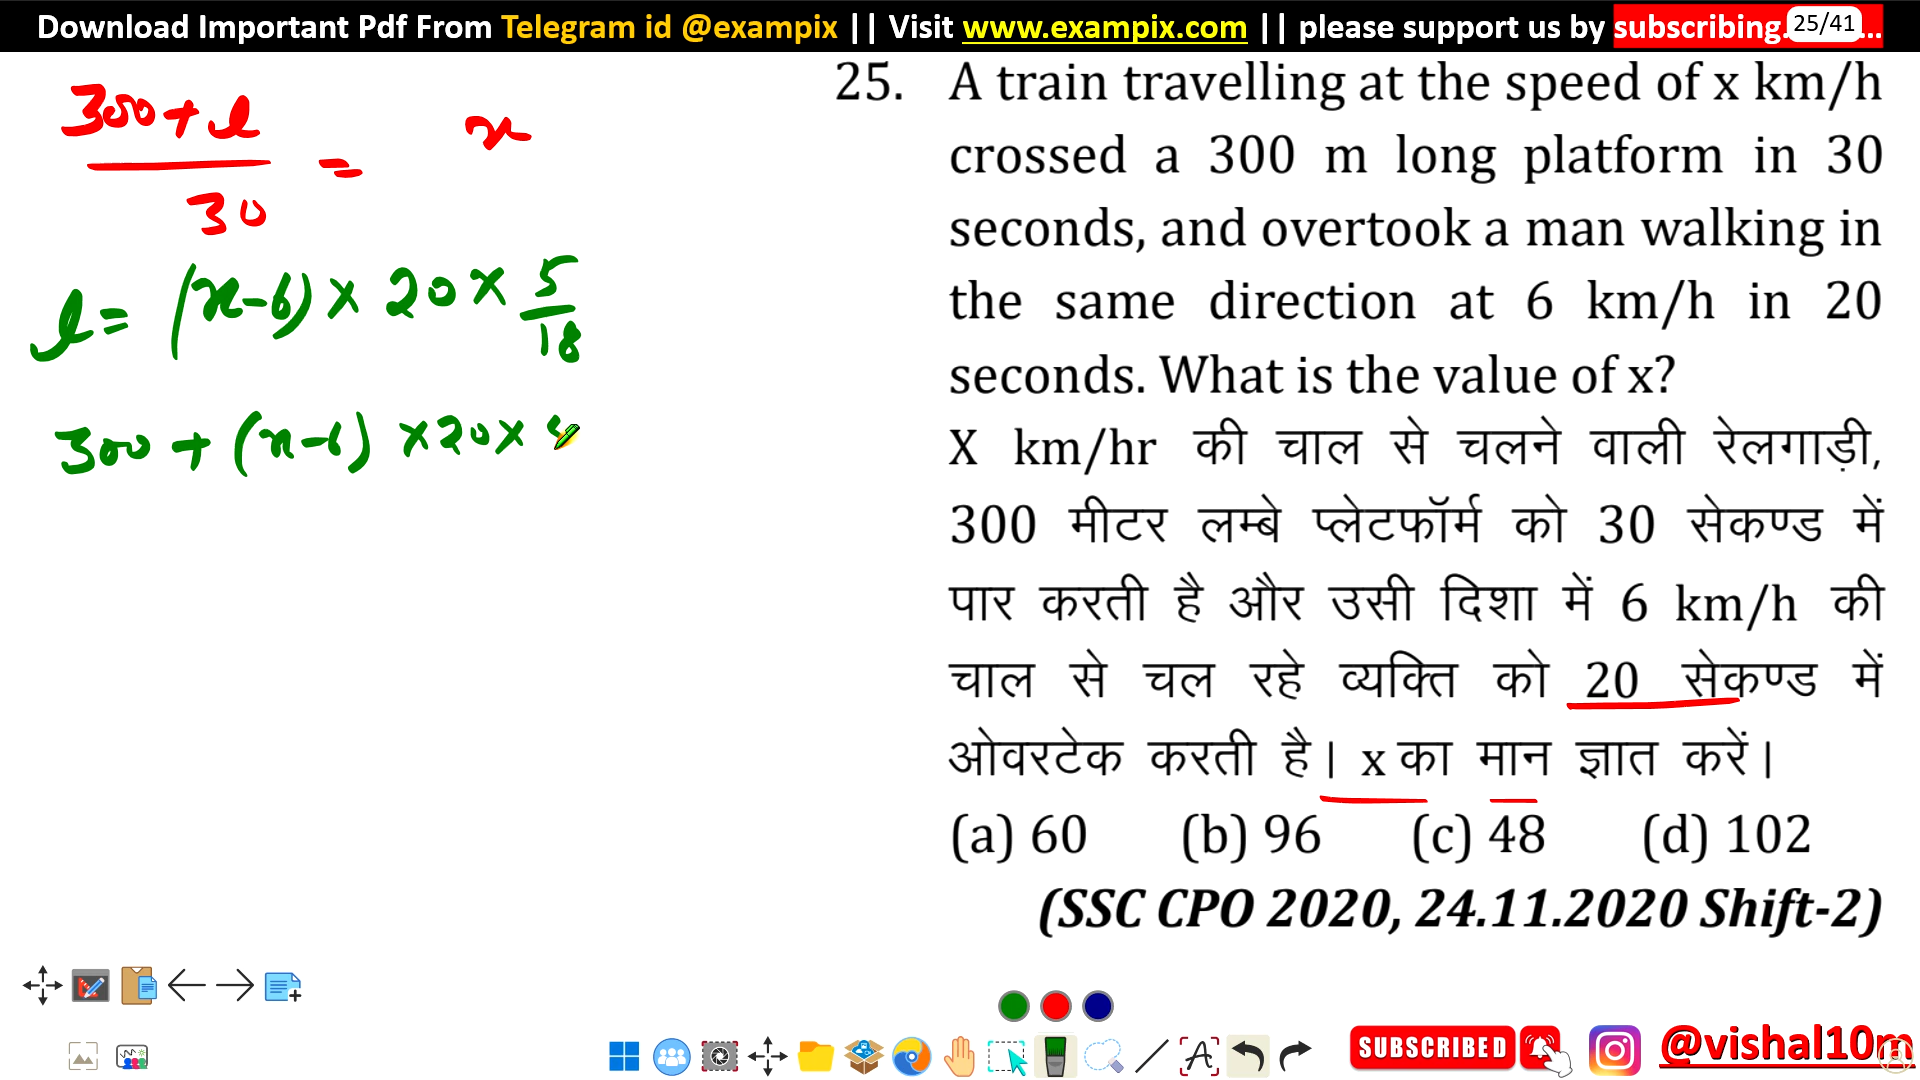 Download Important Pdf From Telegram id @exampix || Visit www.exampix.com || please support us by subscribing.
25/41
300 + l
30
= x
l = (x-6) × 20 × 5/18
300 + (x-6) × 20 ×
25. A train travelling at the speed of x km/h
crossed a 300 m long platform in 30
seconds, and overtook a man walking in
the same direction at 6 km/h in 20
seconds. What is the value of x?
X km/hr की चाल से चलने वाली रेलगाड़ी,
300 मीटर लम्बे प्लेटफॉर्म को 30 सेकण्ड में
पार करती है और उसी दिशा में 6 km/h की
चाल से चल रहे व्यक्ति को 20 सेकण्ड में
ओवरटेक करती है। x का मान ज्ञात करें।
(a) 60 (b) 96 (c) 48 (d) 102
(SSC CPO 2020, 24.11.2020 Shift-2)
SUBSCRIBED
@vishal10m